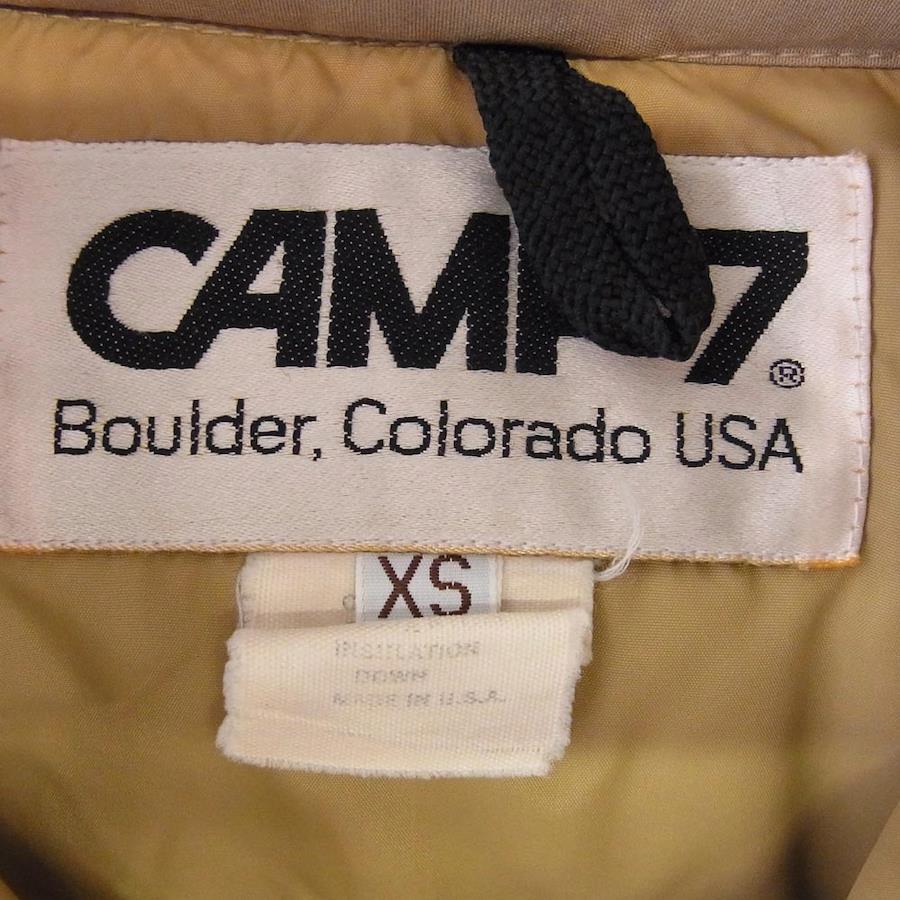 CAMP 7®
Boulder, Colorado USA
XS
INSULATION
DOWN
MADE IN U.S.A.